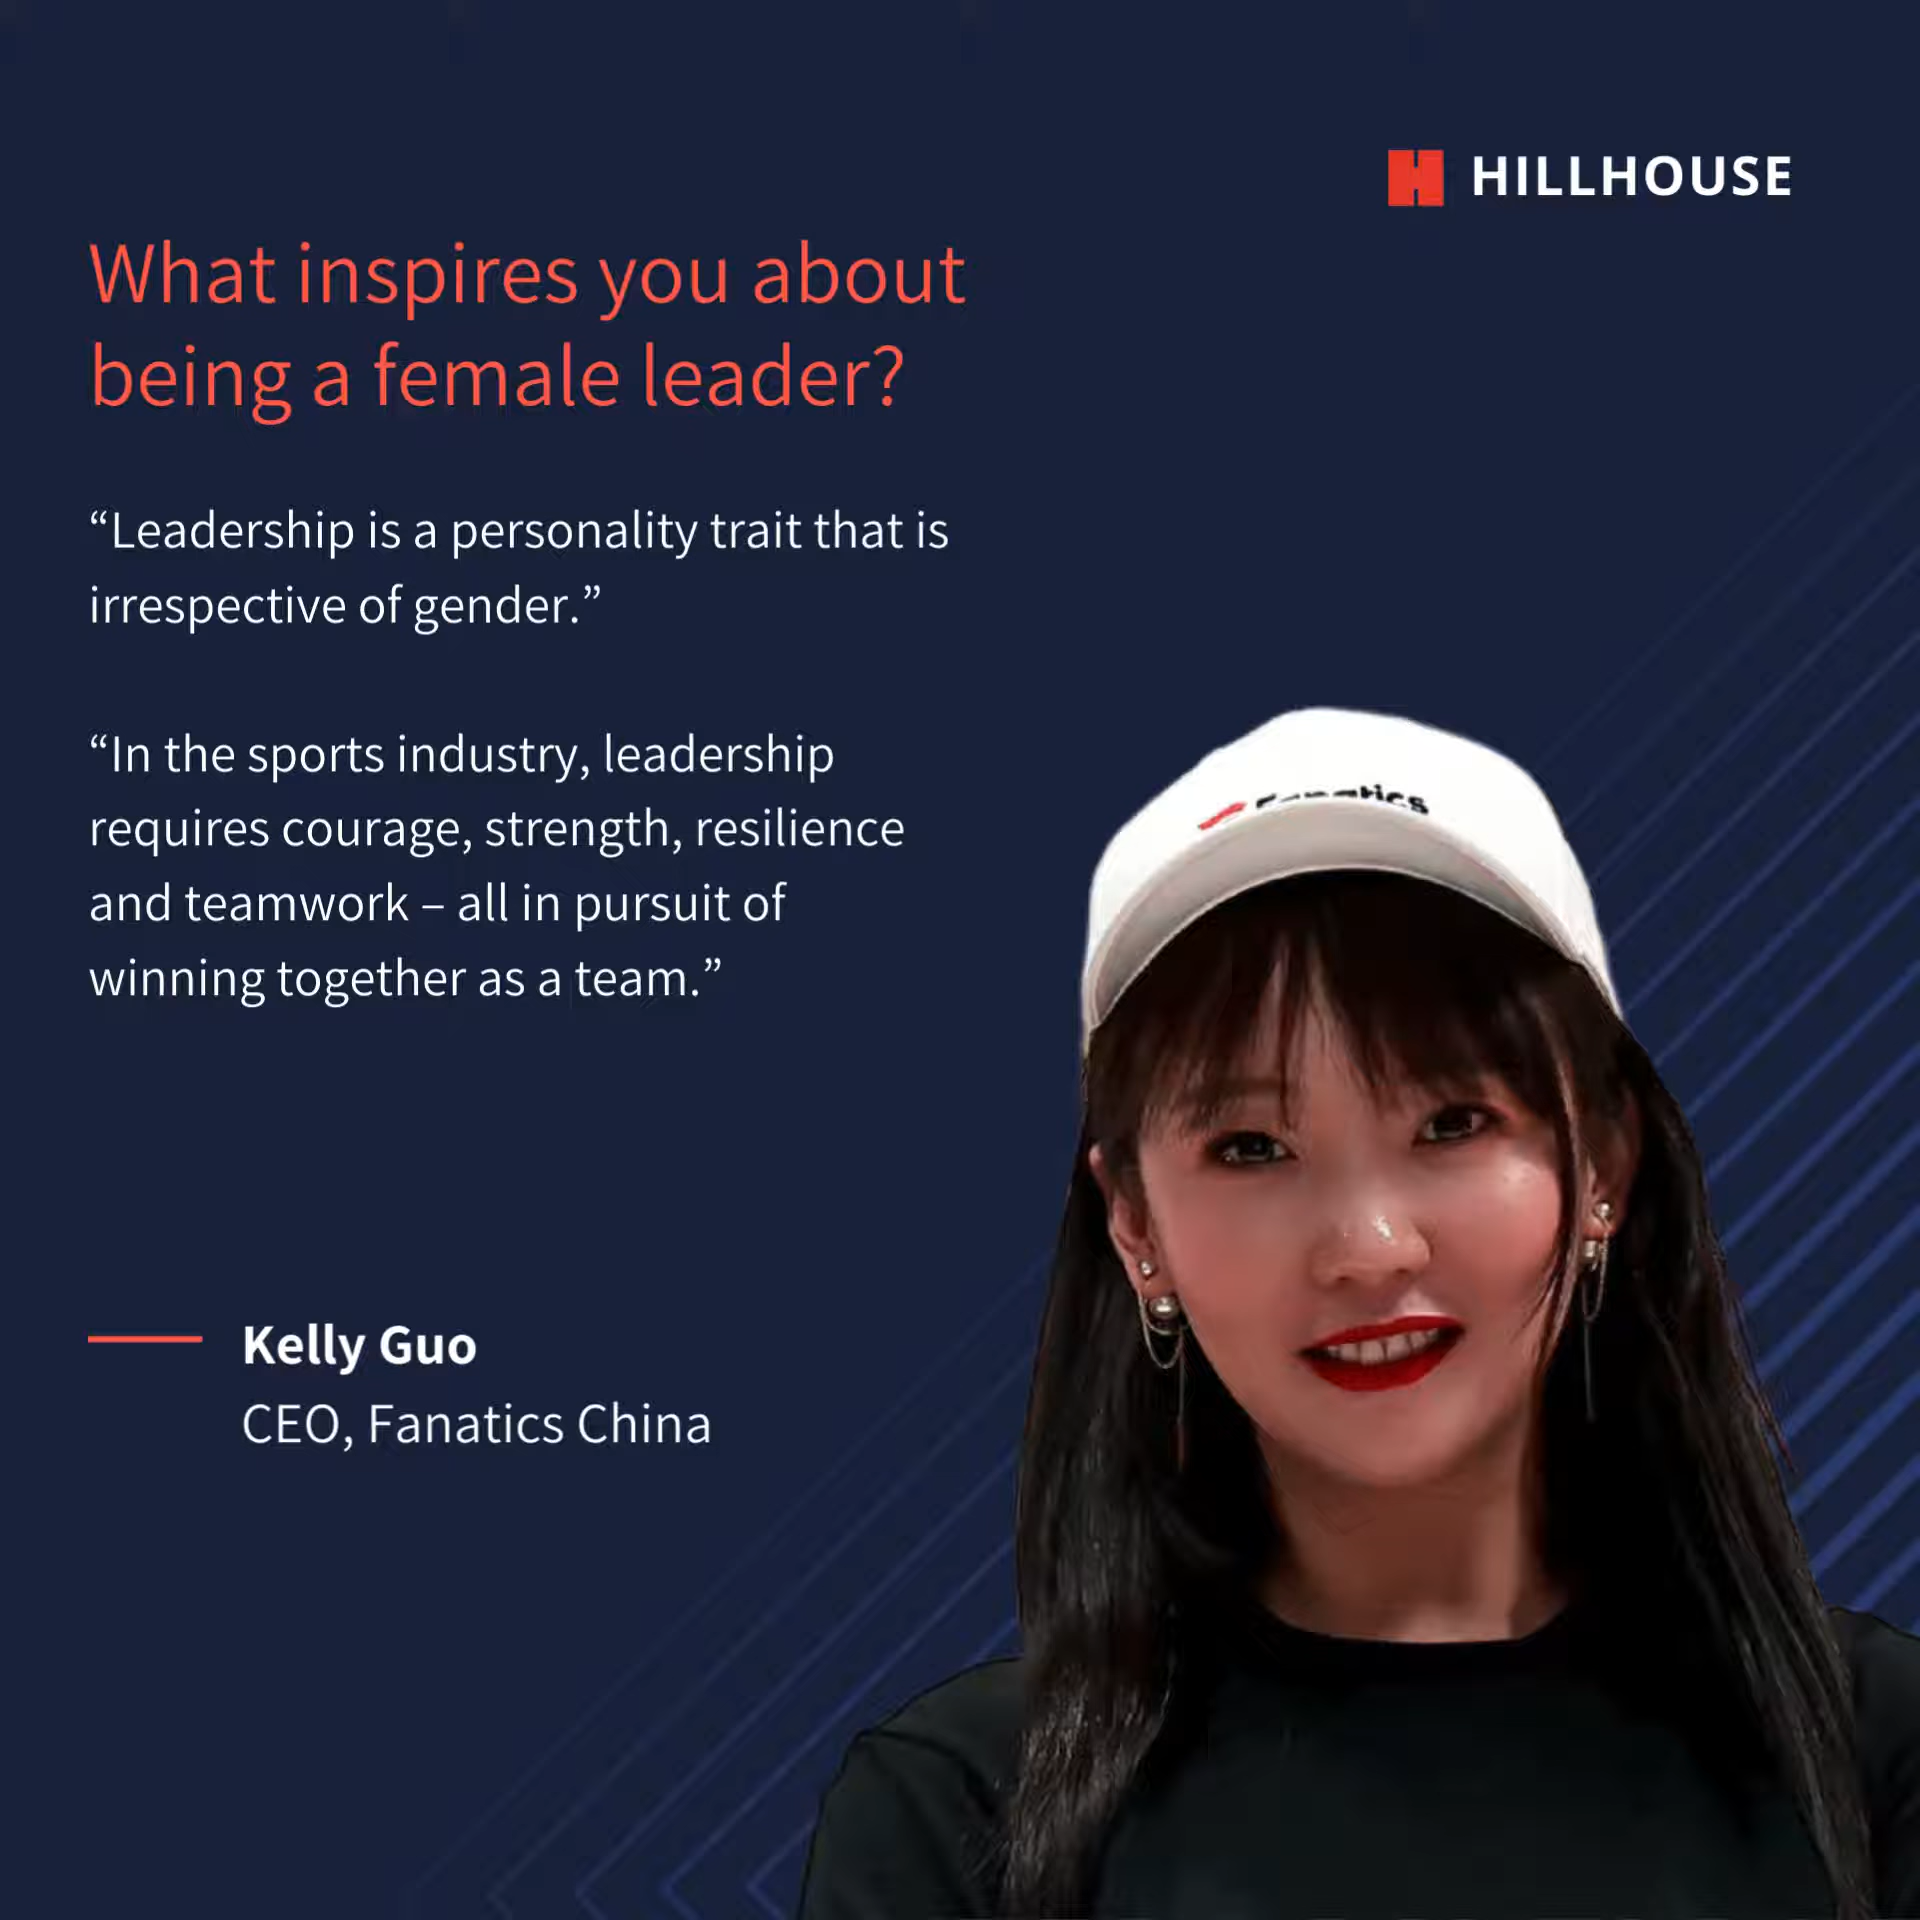 HILLHOUSE
What inspires you about
being a female leader?
“Leadership is a personality trait that is
irrespective of gender.”
“In the sports industry, leadership
requires courage, strength, resilience
and teamwork – all in pursuit of
winning together as a team.”
Fanatics
Kelly Guo
CEO, Fanatics China